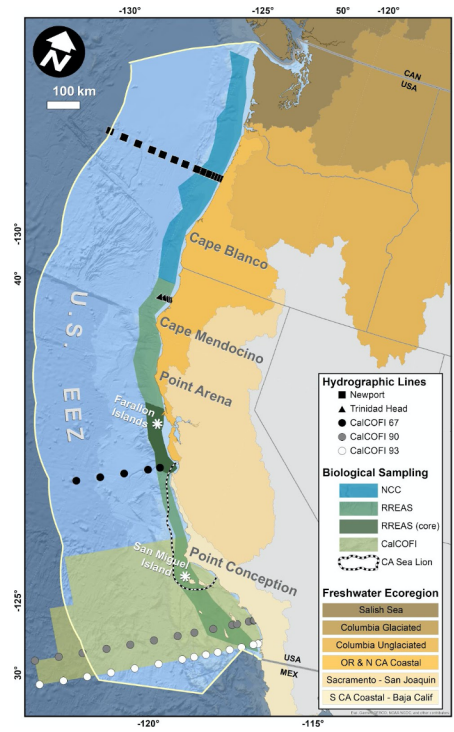 -130°
-125°
50°
-120°
N
100 km
CAN
USA
-130°
40°
Cape Blanco
Cape Mendocino
Point Arena
U.S. EEZ
Farallon
Islands
San Miguel
Island
Point Conception
-125°
30°
USA
MEX
-120°
-115°
Hydrographic Lines
Newport
Trinidad Head
CalCOFI 67
CalCOFI 90
CalCOFI 93
Biological Sampling
NCC
RREAS
RREAS (core)
CalCOFI
CA Sea Lion
Freshwater Ecoregion
Salish Sea
Columbia Glaciated
Columbia Unglaciated
OR & N CA Coastal
Sacramento - San Joaquin
S CA Coastal - Baja Calif